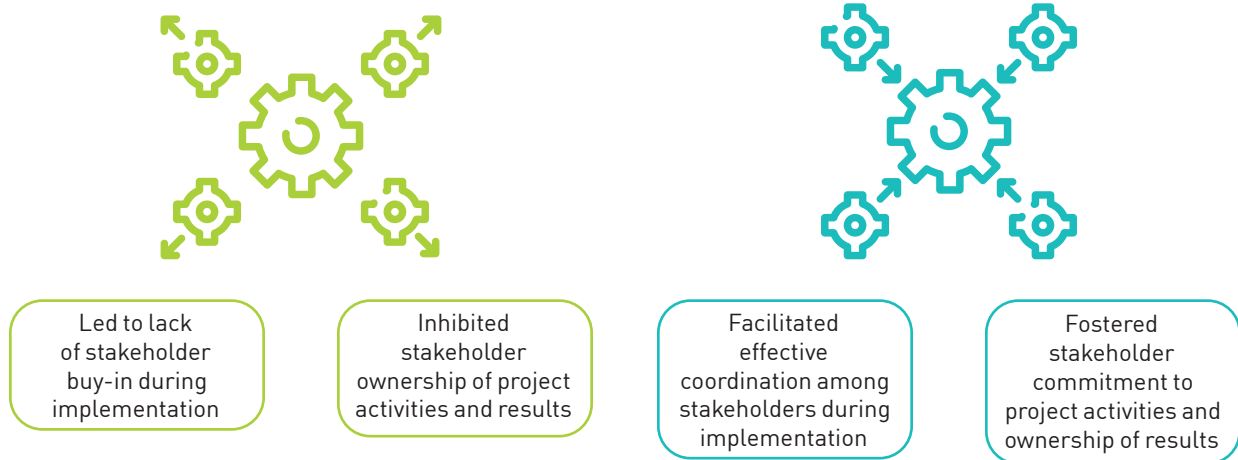 Led to lack
of stakeholder
buy-in during
implementation
Inhibited
stakeholder
ownership of project
activities and results
Facilitated
effective
coordination among
stakeholders during
implementation
Fostered
stakeholder
commitment to
project activities and
ownership of results